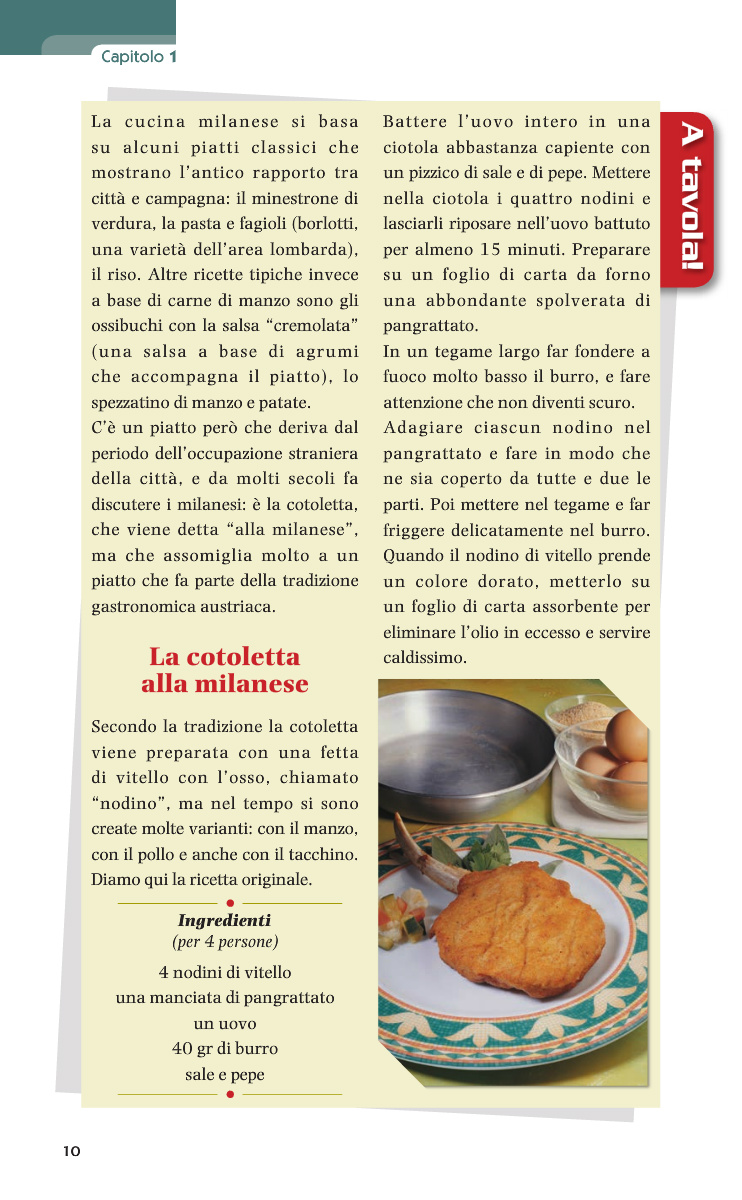 Capitolo 1
La cucina milanese si basa
su alcuni piatti classici che
mostrano l'antico rapporto tra
città e campagna: il minestrone di
verdura, la pasta e fagioli (borlotti,
una varietà dell'area lombarda),
il riso. Altre ricette tipiche invece
a base di carne di manzo sono gli
ossibuchi con la salsa “cremolata”
(una salsa a base di agrumi
che accompagna il piatto), lo
spezzatino di manzo e patate.
C'è un piatto però che deriva dal
periodo dell'occupazione straniera
della città, e da molti secoli fa
discutere i milanesi: è la cotoletta,
che viene detta “alla milanese”,
ma che assomiglia molto a un
piatto che fa parte della tradizione
gastronomica austriaca.
La cotoletta
alla milanese
Secondo la tradizione la cotoletta
viene preparata con una fetta
di vitello con l'osso, chiamato
“nodino”, ma nel tempo si sono
create molte varianti: con il manzo,
con il pollo e anche con il tacchino.
Diamo qui la ricetta originale.
Ingredienti
(per 4 persone)
4 nodini di vitello
una manciata di pangrattato
un uovo
40 gr di burro
sale e pepe
Battere l'uovo intero in una
ciotola abbastanza capiente con
un pizzico di sale e di pepe. Mettere
nella ciotola i quattro nodini e
lasciarli riposare nell'uovo battuto
per almeno 15 minuti. Preparare
su un foglio di carta da forno
una abbondante spolverata di
pangrattato.
In un tegame largo far fondere a
fuoco molto basso il burro, e fare
attenzione che non diventi scuro.
Adagiare ciascun nodino nel
pangrattato e fare in modo che
ne sia coperto da tutte e due le
parti. Poi mettere nel tegame e far
friggere delicatamente nel burro.
Quando il nodino di vitello prende
un colore dorato, metterlo su
un foglio di carta assorbente per
eliminare l'olio in eccesso e servire
caldissimo.
A tavola!
10